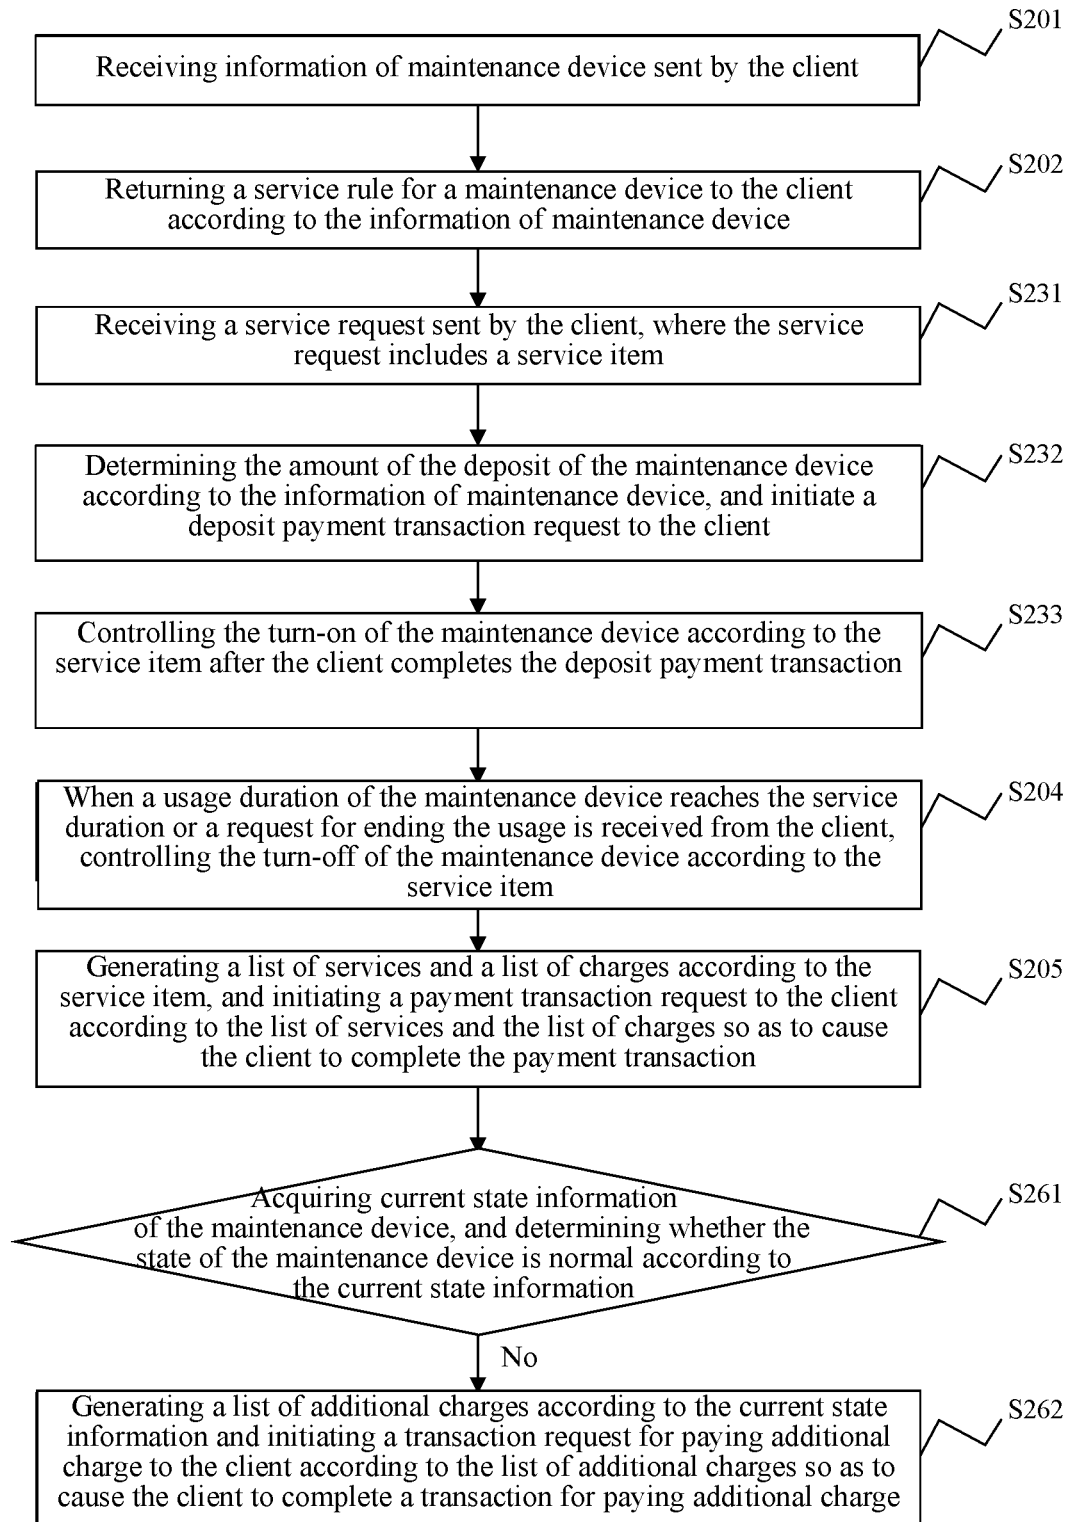 S201
Receiving information of maintenance device sent by the client
S202
Returning a service rule for a maintenance device to the client
according to the information of maintenance device
S231
Receiving a service request sent by the client, where the service
request includes a service item
S232
Determining the amount of the deposit of the maintenance device
according to the information of maintenance device, and initiate a
deposit payment transaction request to the client
S233
Controlling the turn-on of the maintenance device according to the
service item after the client completes the deposit payment transaction
S204
When a usage duration of the maintenance device reaches the service
duration or a request for ending the usage is received from the client,
controlling the turn-off of the maintenance device according to the
service item
S205
Generating a list of services and a list of charges according to the
service item, and initiating a payment transaction request to the client
according to the list of services and the list of charges so as to cause
the client to complete the payment transaction
S261
Acquiring current state information
of the maintenance device, and determining whether the
state of the maintenance device is normal according to
the current state information
No
S262
Generating a list of additional charges according to the current state
information and initiating a transaction request for paying additional
charge to the client according to the list of additional charges so as to
cause the client to complete a transaction for paying additional charge